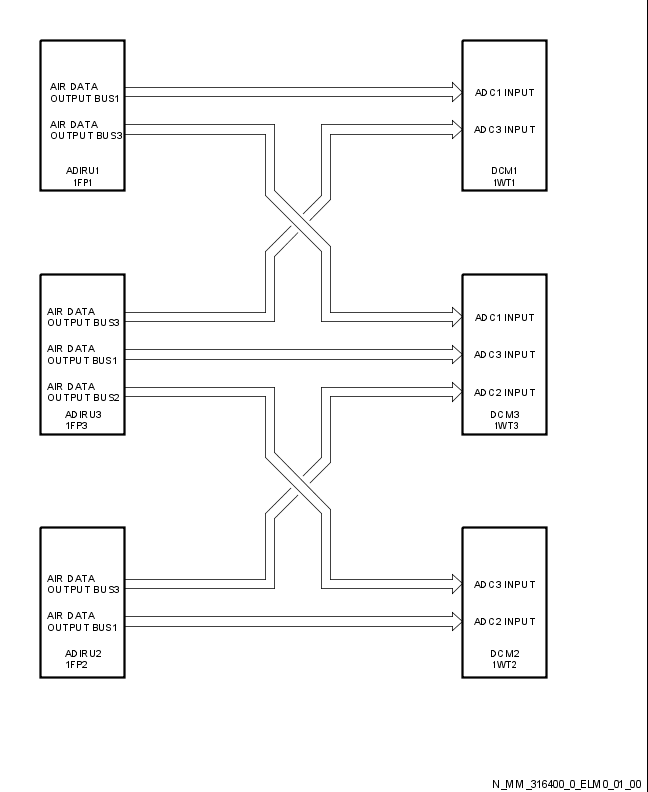 AIR DATA
OUTPUT BUS1
AIR DATA
OUTPUT BUS3
ADIRU1
1FP1
ADC1 INPUT
ADC3 INPUT
DCM1
1WT1
AIR DATA
OUTPUT BUS3
AIR DATA
OUTPUT BUS1
AIR DATA
OUTPUT BUS2
ADIRU3
1FP3
ADC1 INPUT
ADC3 INPUT
ADC2 INPUT
DCM3
1WT3
AIR DATA
OUTPUT BUS3
AIR DATA
OUTPUT BUS1
ADIRU2
1FP2
ADC3 INPUT
ADC2 INPUT
DCM2
1WT2
N_MM_316400_0_ELM0_01_00